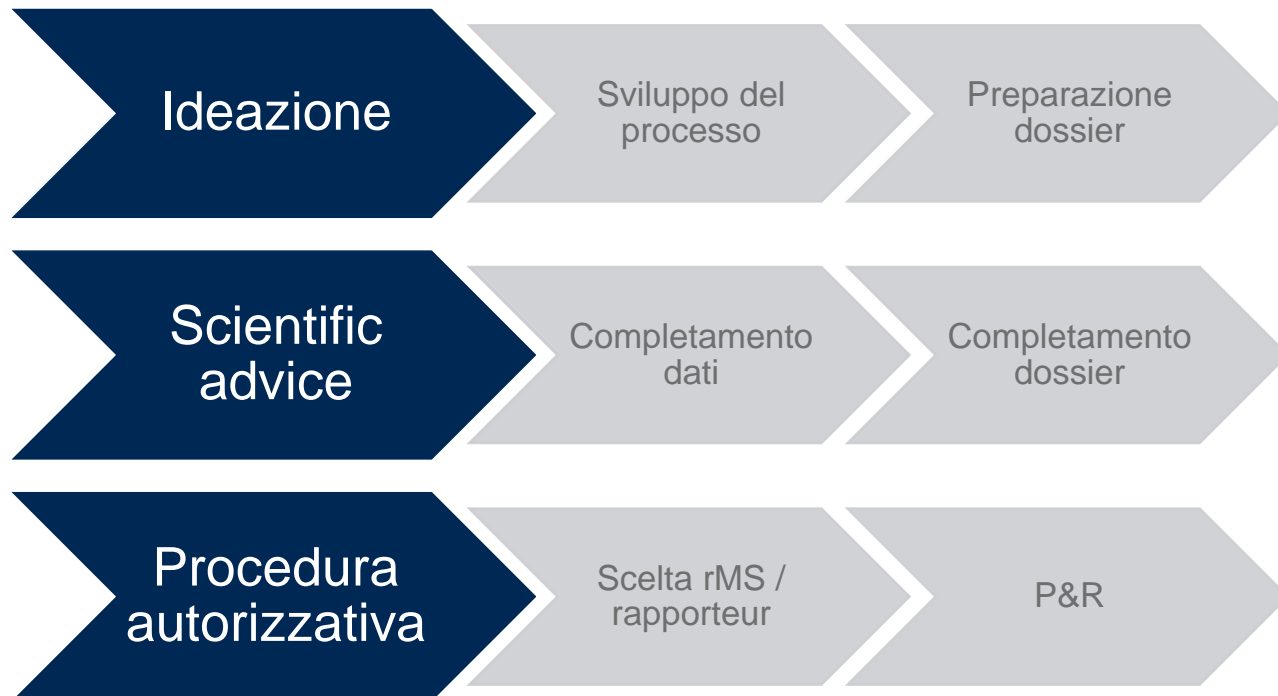 Ideazione
Sviluppo del
processo
Preparazione
dossier
Scientific
advice
Completamento
dati
Completamento
dossier
Procedura
autorizzativa
Scelta rMS /
rapporteur
P&R